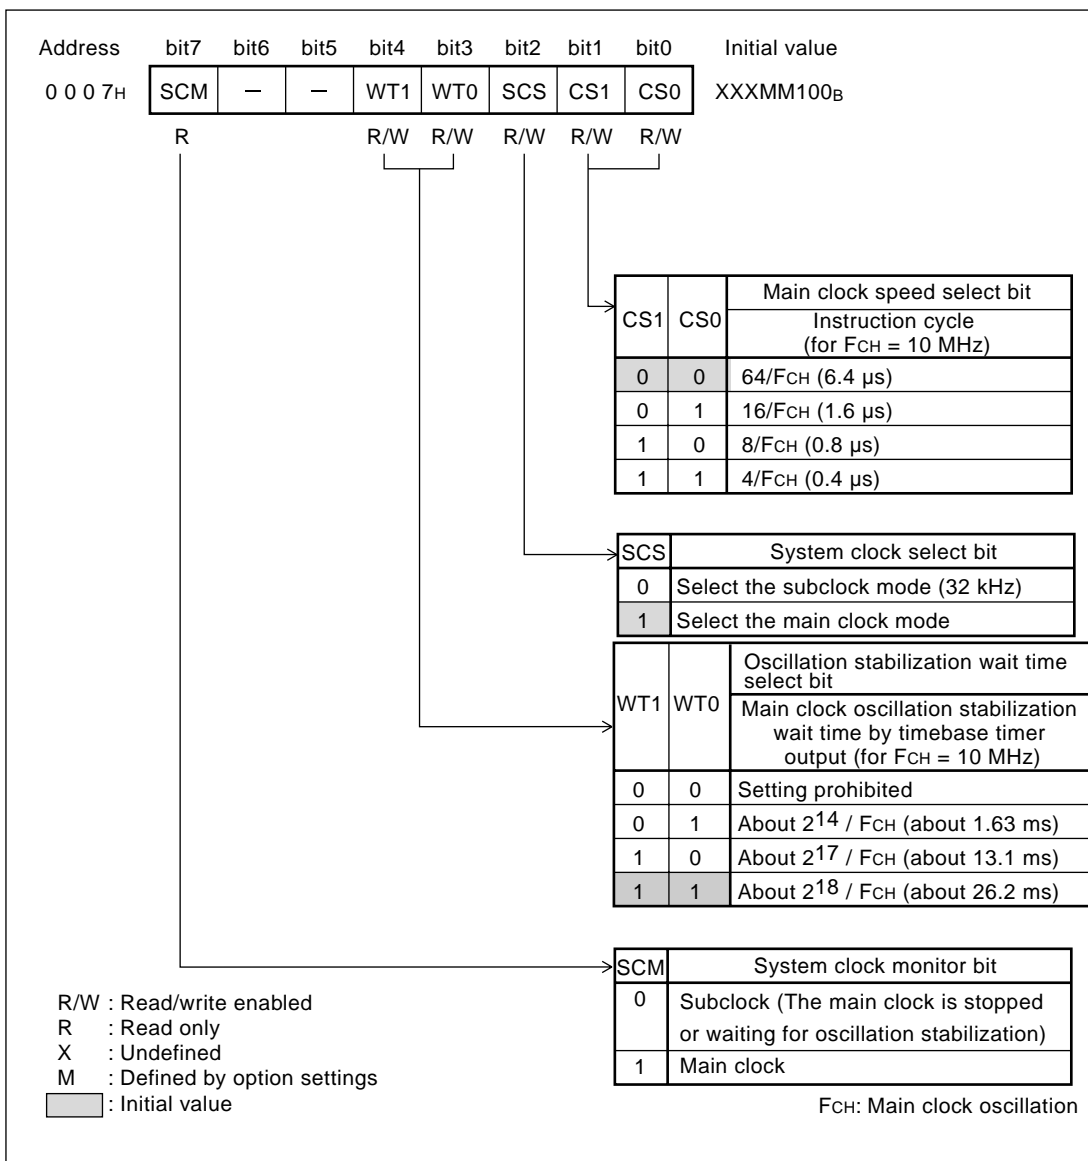 Address bit7 bit6 bit5 bit4 bit3 bit2 bit1 bit0 Initial value
0 0 0 7H SCM — — WT1 WT0 SCS CS1 CS0 XXXMM100B
R R/W R/W R/W R/W R/W
CS1 CS0 Main clock speed select bit
Instruction cycle
(for FCH = 10 MHz)
0 0 64/FCH (6.4 µs)
0 1 16/FCH (1.6 µs)
1 0 8/FCH (0.8 µs)
1 1 4/FCH (0.4 µs)
SCS System clock select bit
0 Select the subclock mode (32 kHz)
1 Select the main clock mode
WT1 WT0 Oscillation stabilization wait time
select bit
Main clock oscillation stabilization
wait time by timebase timer
output (for FCH = 10 MHz)
0 0 Setting prohibited
0 1 About 2^14 / FCH (about 1.63 ms)
1 0 About 2^17 / FCH (about 13.1 ms)
1 1 About 2^18 / FCH (about 26.2 ms)
SCM System clock monitor bit
0 Subclock (The main clock is stopped
or waiting for oscillation stabilization)
1 Main clock
R/W : Read/write enabled
R : Read only
X : Undefined
M : Defined by option settings
: Initial value
FCH: Main clock oscillation